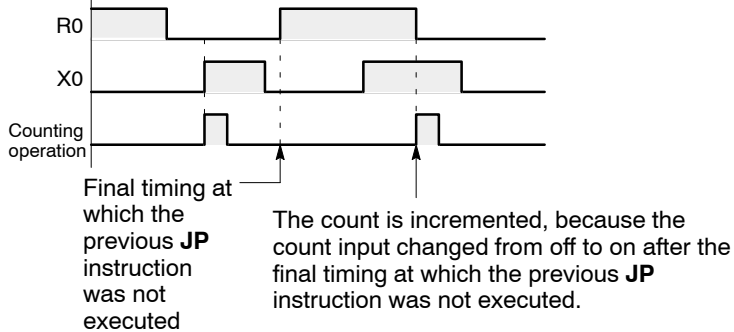 R0
X0
Counting
operation
Final timing at
which the
previous JP
instruction
was not
executed
The count is incremented, because the
count input changed from off to on after the
final timing at which the previous JP
instruction was not executed.